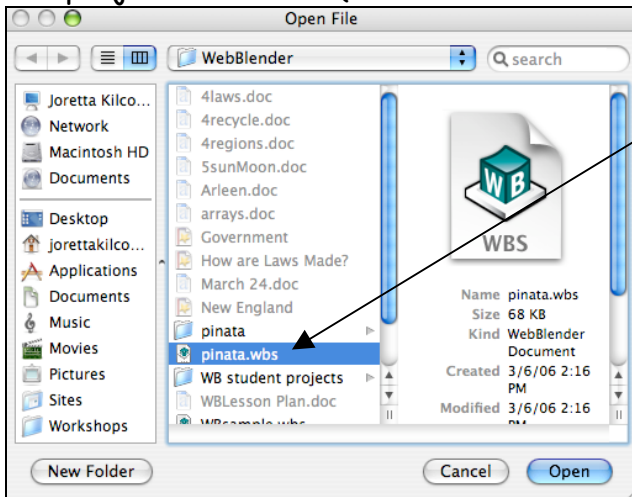 Open File
WebBlender
search
Joretta Kilco...
Network
Macintosh HD
Documents
Desktop
jorettakilco...
Applications
Documents
Music
Movies
Pictures
Sites
Workshops
4laws.doc
4recycle.doc
4regions.doc
5sunMoon.doc
Arleen.doc
arrays.doc
Government
How are Laws Made?
March 24.doc
New England
pinata
pinata.wbs
WB student projects
WBLesson Plan.doc
WBsample.wbs
WB
WBS
Name pinata.wbs
Size 68 KB
Kind WebBlender
Document
Created 3/6/06 2:16
PM
Modified 3/6/06 2:16
PM
New Folder
Cancel
Open